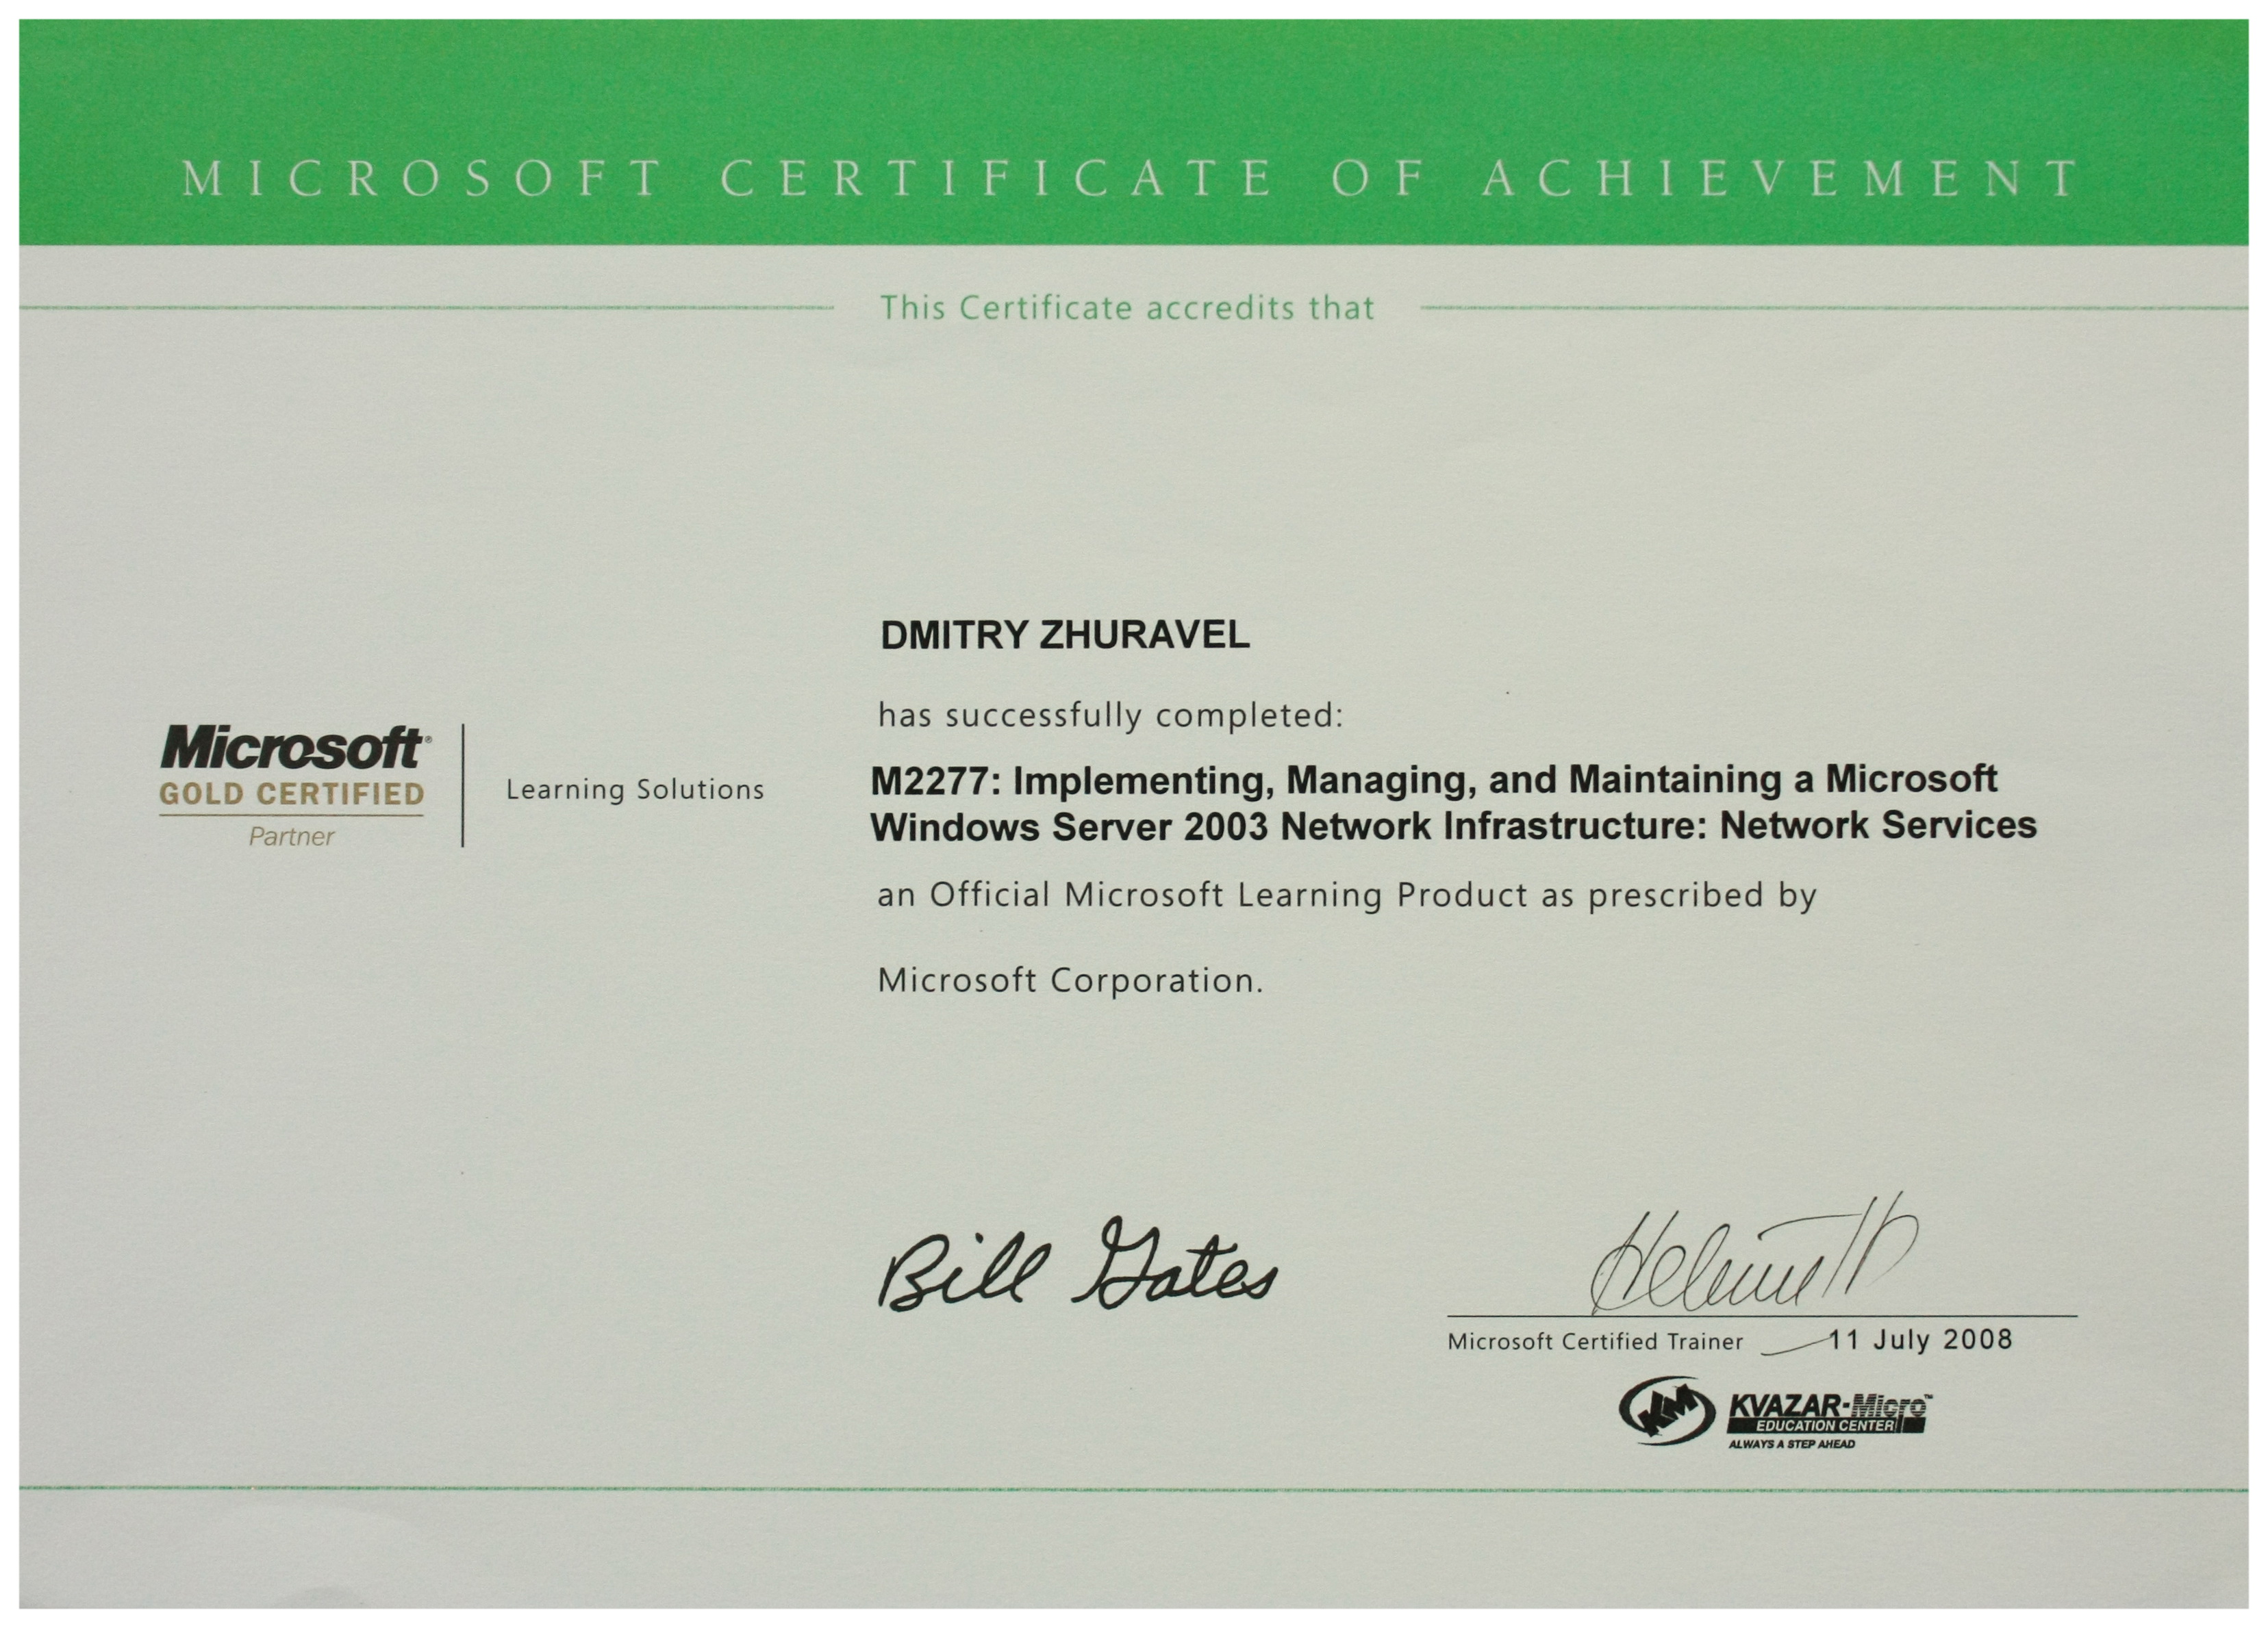 MICROSOFT CERTIFICATE OF ACHIEVEMENT
This Certificate accredits that
DMITRY ZHURAVEL
has successfully completed:
Microsoft®
GOLD CERTIFIED
Partner
Learning Solutions
M2277: Implementing, Managing, and Maintaining a Microsoft
Windows Server 2003 Network Infrastructure: Network Services
an Official Microsoft Learning Product as prescribed by
Microsoft Corporation.
Bill Gates
Microsoft Certified Trainer 11 July 2008
KM
KVAZAR-Micro™
EDUCATION CENTER
ALWAYS A STEP AHEAD